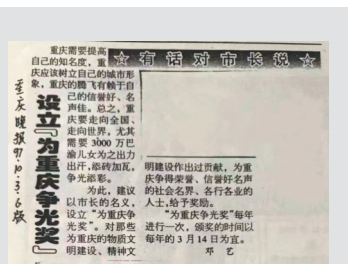 ☆有话对市长说☆
重庆晚报97.10.3.6版
设立『为重庆争光奖』
重庆需要提高
自己的知名度，重
庆应该树立自己的城市形
象，重庆的腾飞有赖于自
己的信誉好、名
声佳。总之，重
庆要走向全国、
走向世界，尤其
需要 3000 万巴
渝儿女为之出力
出汗，添砖加瓦，
争光添彩。
为此，建议
以市长的名义，
设立“为重庆争
光奖”。对那些
为重庆的物质文
明建设、精神文
明建设作出过贡献，为重
庆争得荣誉、信誉好名声
的社会名界、各行各业的
人士，给予奖励。
“为重庆争光奖”每年
进行一次，颁奖的时间以
每年的 3 月 14 日为宜。
邓 艺